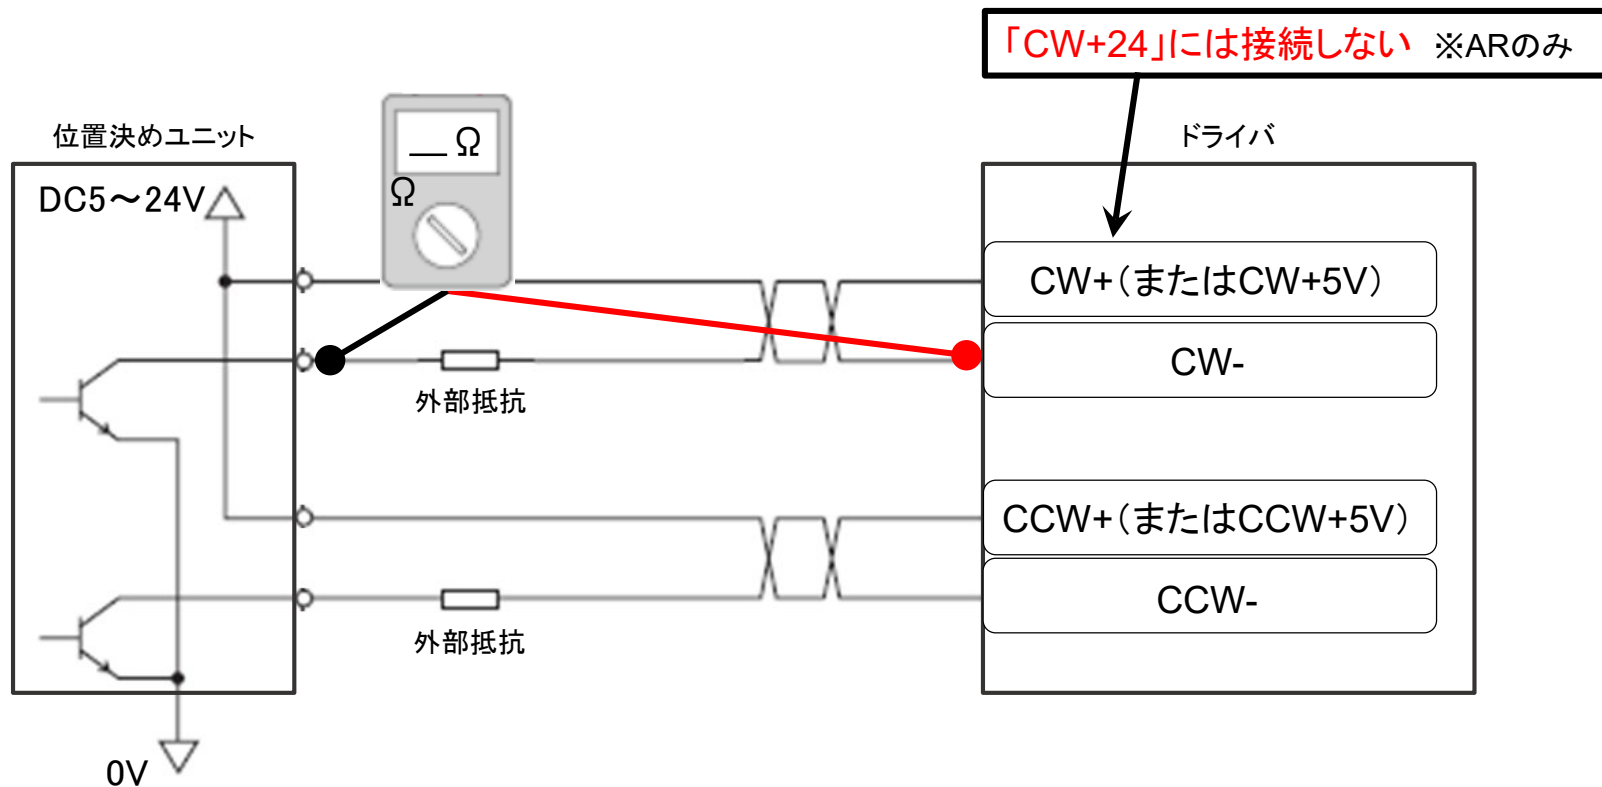 「CW+24」には接続しない ※ARのみ
位置決めユニット
ドライバ
Ω
Ω
DC5～24V
CW+(またはCW+5V)
CW-
外部抵抗
CCW+(またはCCW+5V)
CCW-
外部抵抗
0V